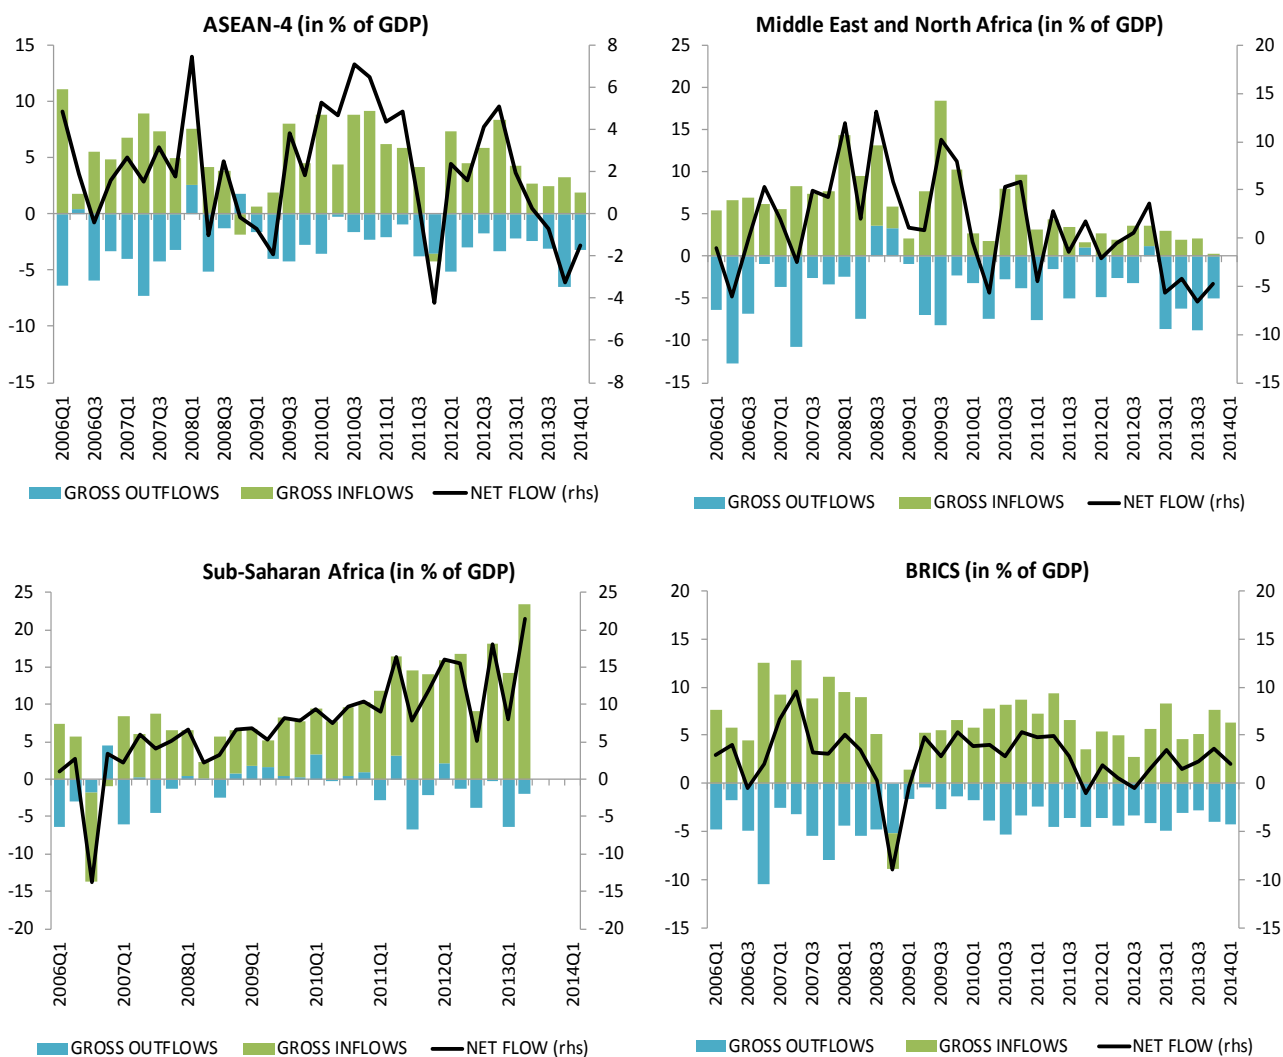 ASEAN-4 (in % of GDP)
15
10
5
0
-5
-10
-15
8
6
4
2
0
-2
-4
-6
-8
2006Q1
2006Q3
2007Q1
2007Q3
2008Q1
2008Q3
2009Q1
2009Q3
2010Q1
2010Q3
2011Q1
2011Q3
2012Q1
2012Q3
2013Q1
2013Q3
2014Q1
GROSS OUTFLOWS GROSS INFLOWS NET FLOW (rhs)
Middle East and North Africa (in % of GDP)
25
20
15
10
5
0
-5
-10
-15
20
15
10
5
0
-5
-10
-15
2006Q1
2006Q3
2007Q1
2007Q3
2008Q1
2008Q3
2009Q1
2009Q3
2010Q1
2010Q3
2011Q1
2011Q3
2012Q1
2012Q3
2013Q1
2013Q3
2014Q1
GROSS OUTFLOWS GROSS INFLOWS NET FLOW (rhs)
Sub-Saharan Africa (in % of GDP)
25
20
15
10
5
0
-5
-10
-15
-20
25
20
15
10
5
0
-5
-10
-15
-20
2006Q1
2007Q1
2008Q1
2009Q1
2010Q1
2011Q1
2012Q1
2013Q1
2014Q1
GROSS OUTFLOWS GROSS INFLOWS NET FLOW (rhs)
BRICS (in % of GDP)
20
15
10
5
0
-5
-10
-15
20
15
10
5
0
-5
-10
-15
2006Q1
2006Q3
2007Q1
2007Q3
2008Q1
2008Q3
2009Q1
2009Q3
2010Q1
2010Q3
2011Q1
2011Q3
2012Q1
2012Q3
2013Q1
2013Q3
2014Q1
GROSS OUTFLOWS GROSS INFLOWS NET FLOW (rhs)